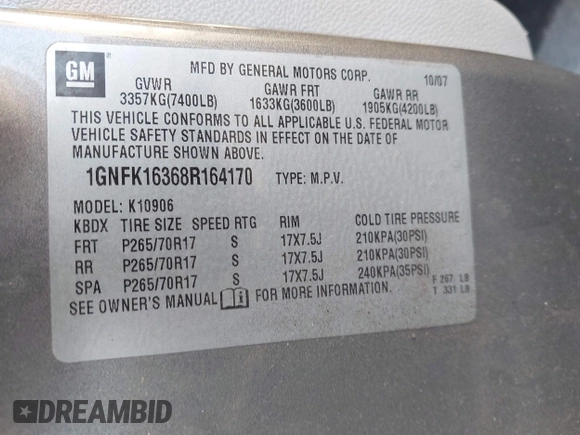 GM
MFD BY GENERAL MOTORS CORP. 10/07
GVWR GAWR FRT GAWR RR
3357KG(7400LB) 1633KG(3600LB) 1905KG(4200LB)
THIS VEHICLE CONFORMS TO ALL APPLICABLE U.S. FEDERAL MOTOR
VEHICLE SAFETY STANDARDS IN EFFECT ON THE DATE OF
MANUFACTURE SHOWN ABOVE.
1GNFK16368R164170 TYPE: M.P.V.
MODEL: K10906
KBDX TIRE SIZE SPEED RTG RIM COLD TIRE PRESSURE
FRT P265/70R17 S 17X7.5J 210KPA(30PSI)
RR P265/70R17 S 17X7.5J 210KPA(30PSI)
SPA P265/70R17 S 17X7.5J 240KPA(35PSI)
F 267 LB
T 331 LB
SEE OWNER'S MANUAL FOR MORE INFORMATION.
DREAMBID